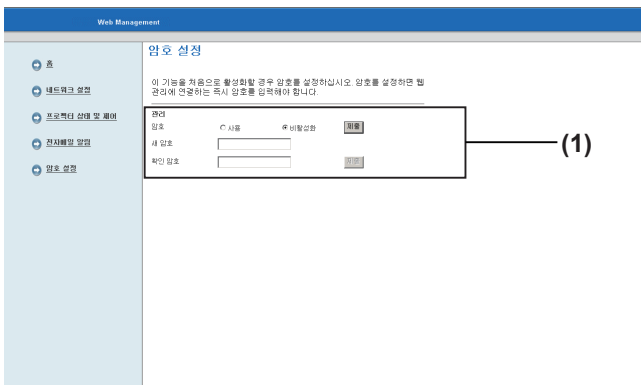 Web Management
홈
네트워크 설정
프로젝터 상태 및 제어
전자메일 알림
암호 설정
암호 설정
이 기능을 처음으로 활성화할 경우 암호를 설정하십시오. 암호를 설정하면 웹
관리에 연결하는 즉시 암호를 입력해야 합니다.
관리
암호 사용 비활성화 제출
새 암호
확인 암호 제출
(1)